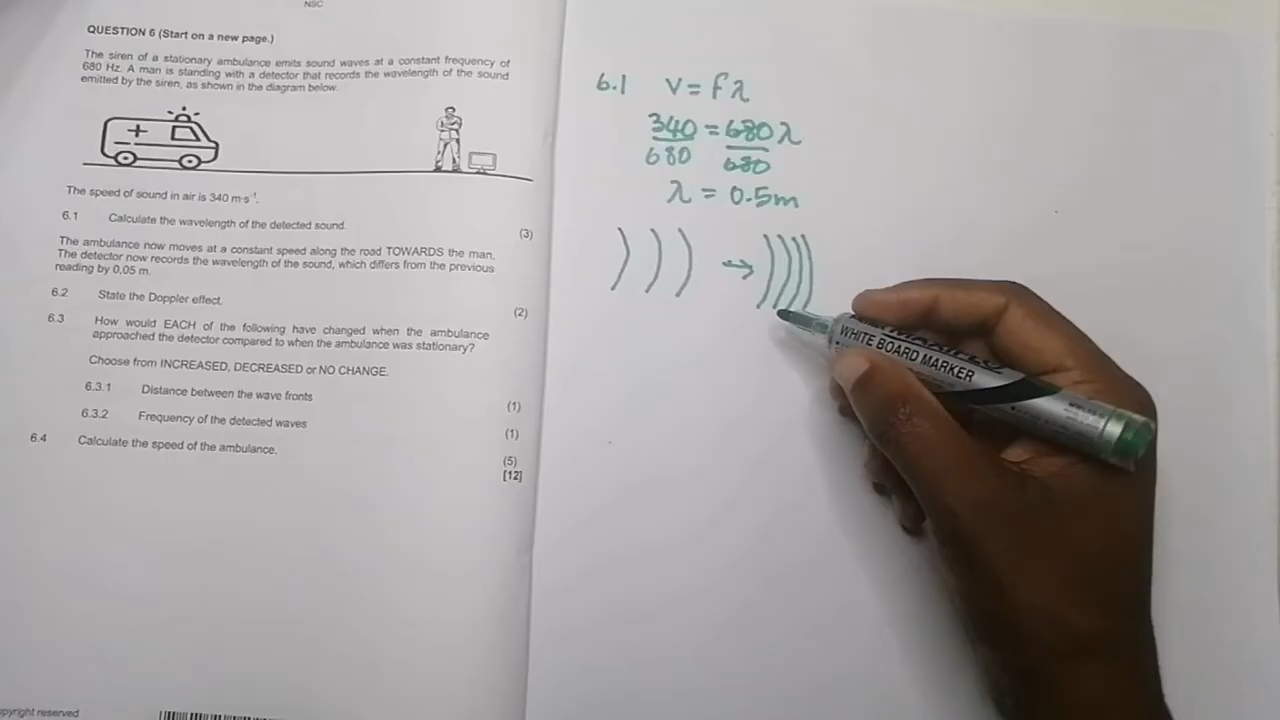 NSC
QUESTION 6 (Start on a new page.)
The siren of a stationary ambulance emits sound waves at a constant frequency of
680 Hz. A man is standing with a detector that records the wavelength of the sound
emitted by the siren, as shown in the diagram below.
The speed of sound in air is 340 m·s⁻¹.
6.1 Calculate the wavelength of the detected sound. (3)
The ambulance now moves at a constant speed along the road TOWARDS the man.
The detector now records the wavelength of the sound, which differs from the previous
reading by 0,05 m.
6.2 State the Doppler effect. (2)
6.3 How would EACH of the following have changed when the ambulance
approached the detector compared to when the ambulance was stationary?
Choose from INCREASED, DECREASED or NO CHANGE.
6.3.1 Distance between the wave fronts (1)
6.3.2 Frequency of the detected waves (1)
6.4 Calculate the speed of the ambulance. (5)
[12]
opyright reserved
6.1 v = fλ
340/680 = 680λ/680
λ = 0.5m
WHITE BOARD MARKER